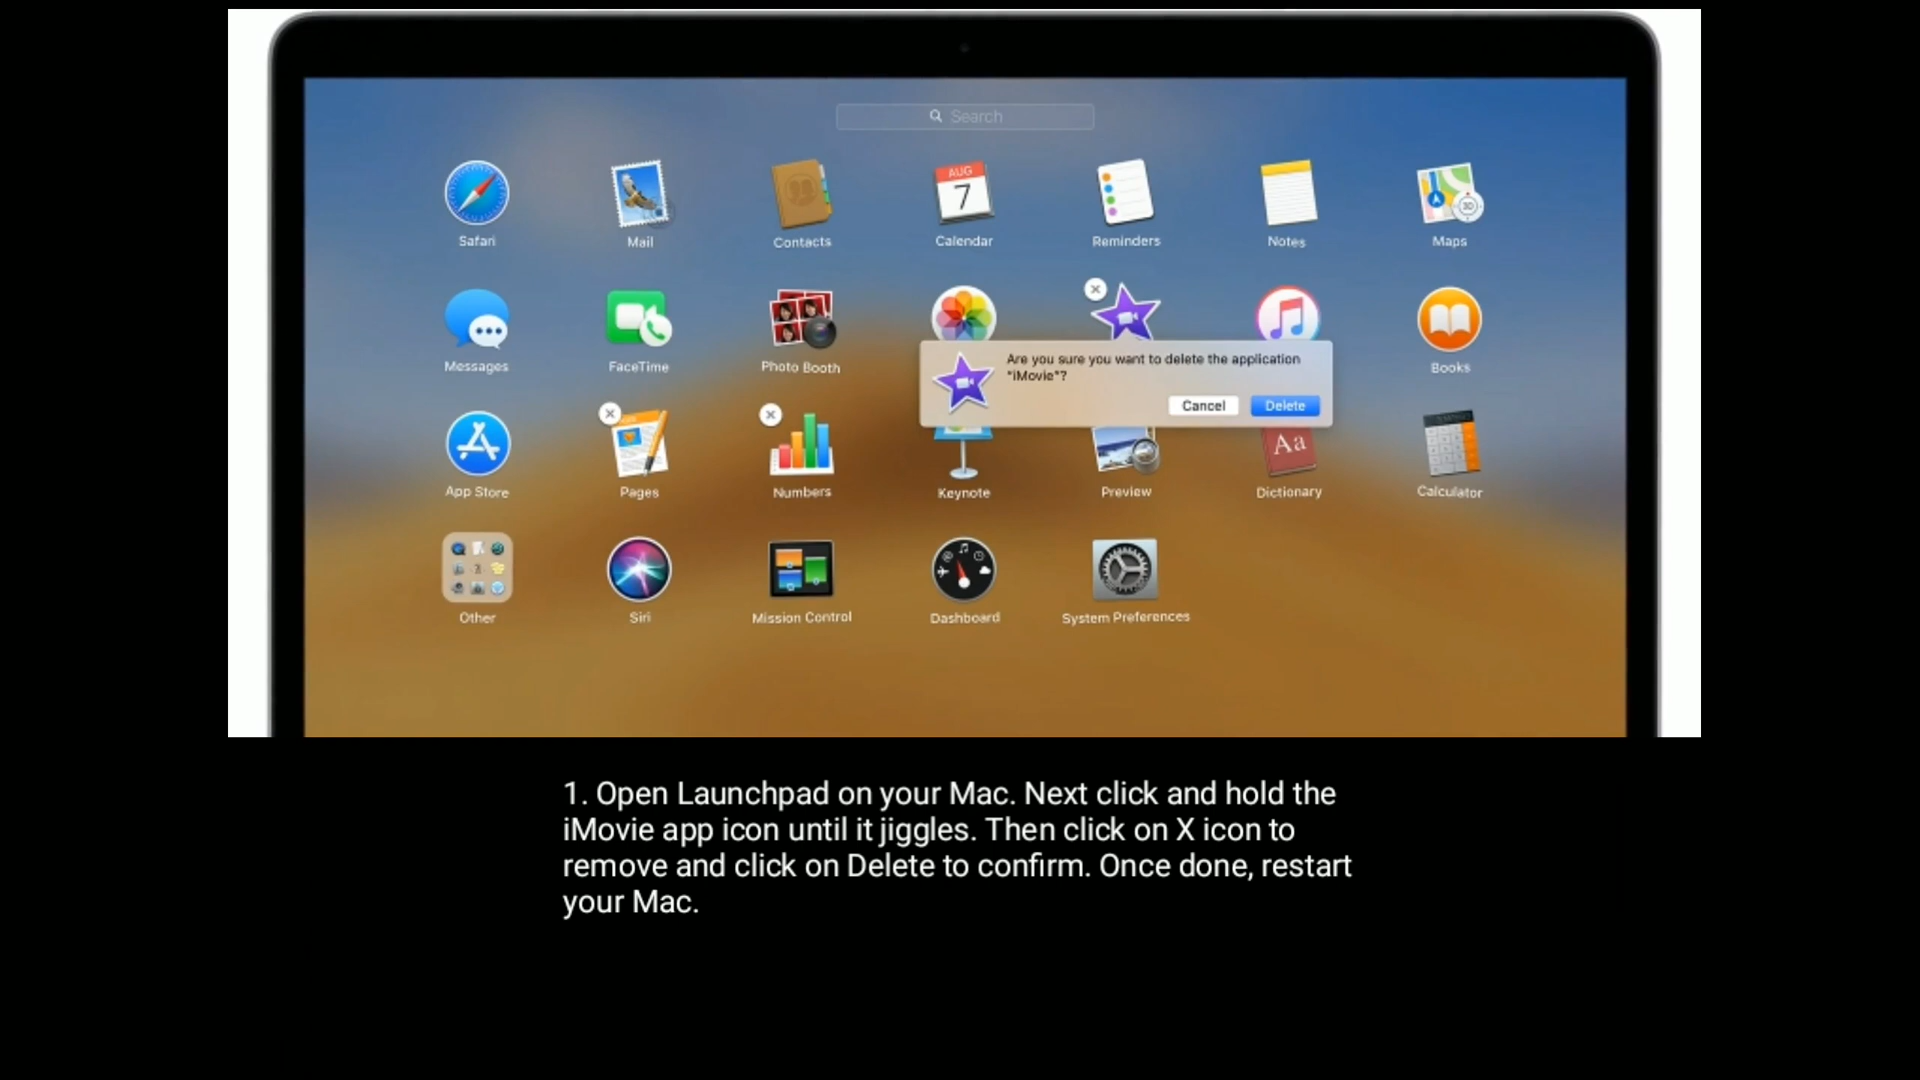 Search
Safari
Mail
Contacts
AUG
7
Calendar
Reminders
Notes
3D
Maps
Messages
FaceTime
Photo Booth
Are you sure you want to delete the application
"iMovie"?
Cancel
Delete
Books
App Store
Pages
Numbers
Keynote
Preview
Aa
Dictionary
Calculator
Other
Siri
Mission Control
Dashboard
System Preferences
1. Open Launchpad on your Mac. Next click and hold the
iMovie app icon until it jiggles. Then click on X icon to
remove and click on Delete to confirm. Once done, restart
your Mac.